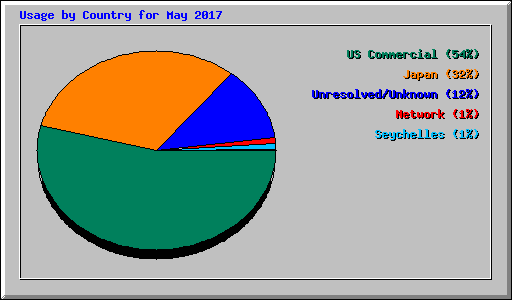 Usage by Country for May 2017
US Commercial (54%)
Japan (32%)
Unresolved/Unknown (12%)
Network (1%)
Seychelles (1%)